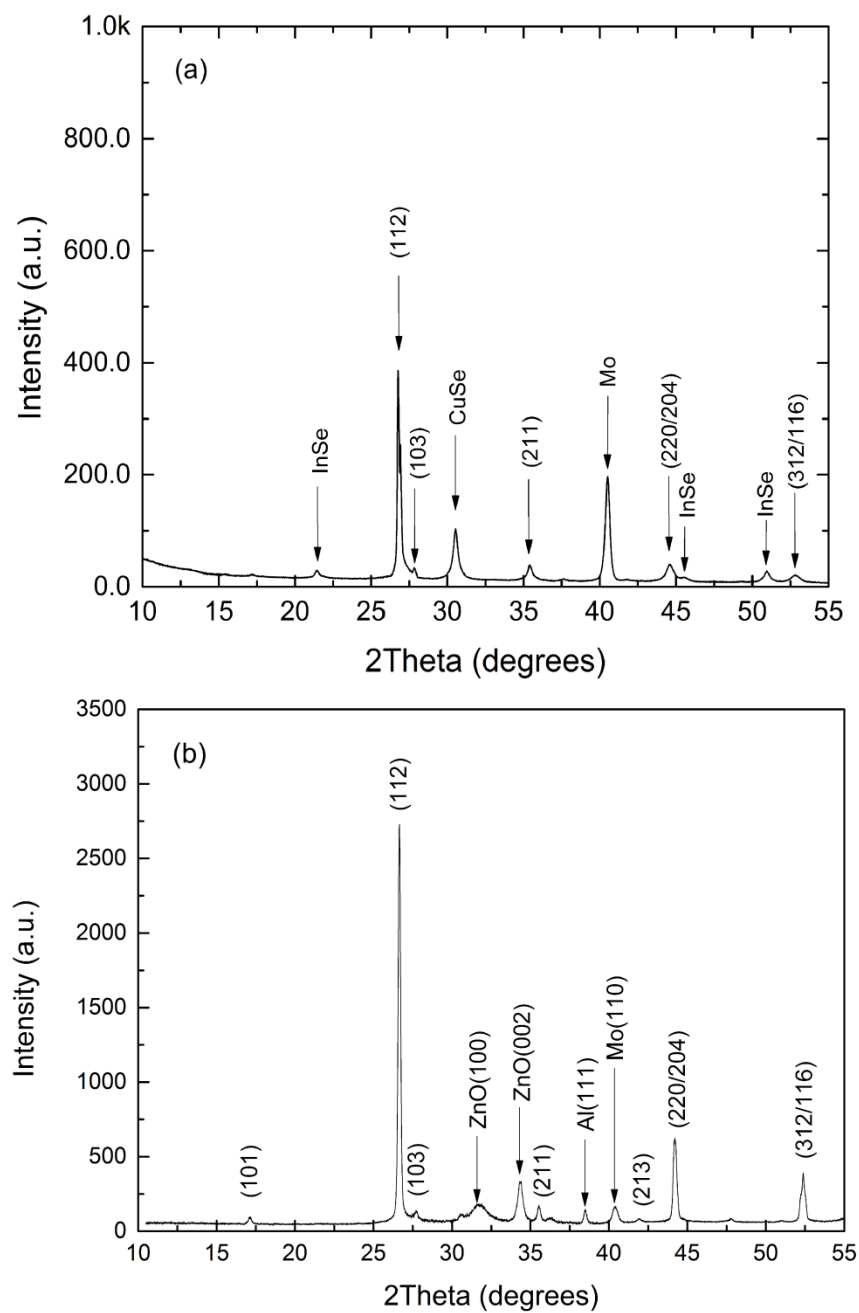 1.0k
(a)
800.0
(112)
600.0
Intensity (a.u.)
400.0
Mo
CuSe
(220/204)
(312/116)
(211)
(103)
InSe
InSe
InSe
200.0
0.0
10 15 20 25 30 35 40 45 50 55
2Theta (degrees)
3500
(b)
3000
(112)
2500
2000
Intensity (a.u.)
1500
1000
ZnO(100)
ZnO(002)
Al(111)
Mo(110)
(220/204)
(312/116)
500
(101)
(103)
(211)
(213)
0
10 15 20 25 30 35 40 45 50 55
2Theta (degrees)